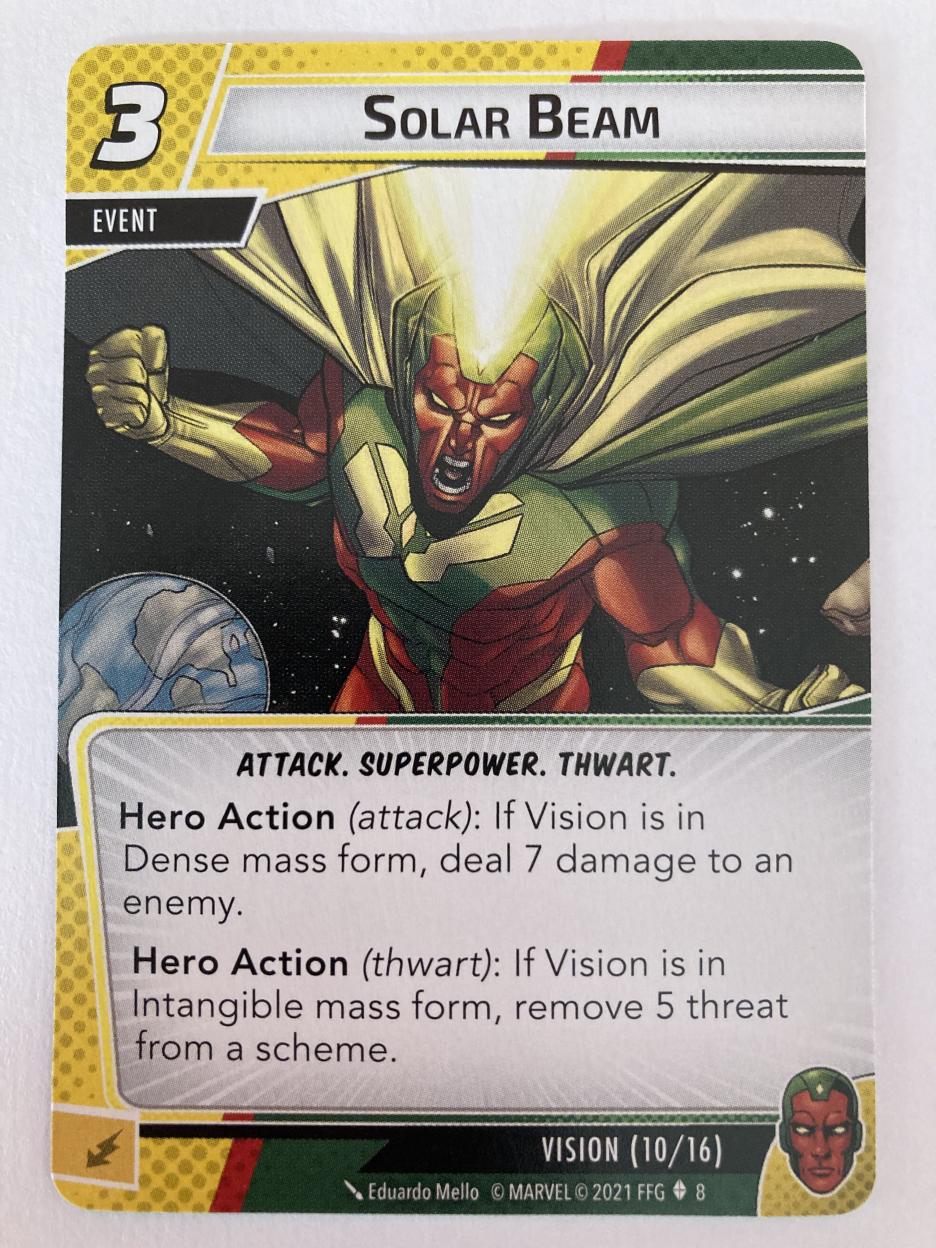 3
SOLAR BEAM
EVENT
ATTACK. SUPERPOWER. THWART.
Hero Action (attack): If Vision is in
Dense mass form, deal 7 damage to an
enemy.
Hero Action (thwart): If Vision is in
Intangible mass form, remove 5 threat
from a scheme.
VISION (10/16)
Eduardo Mello © MARVEL © 2021 FFG 8